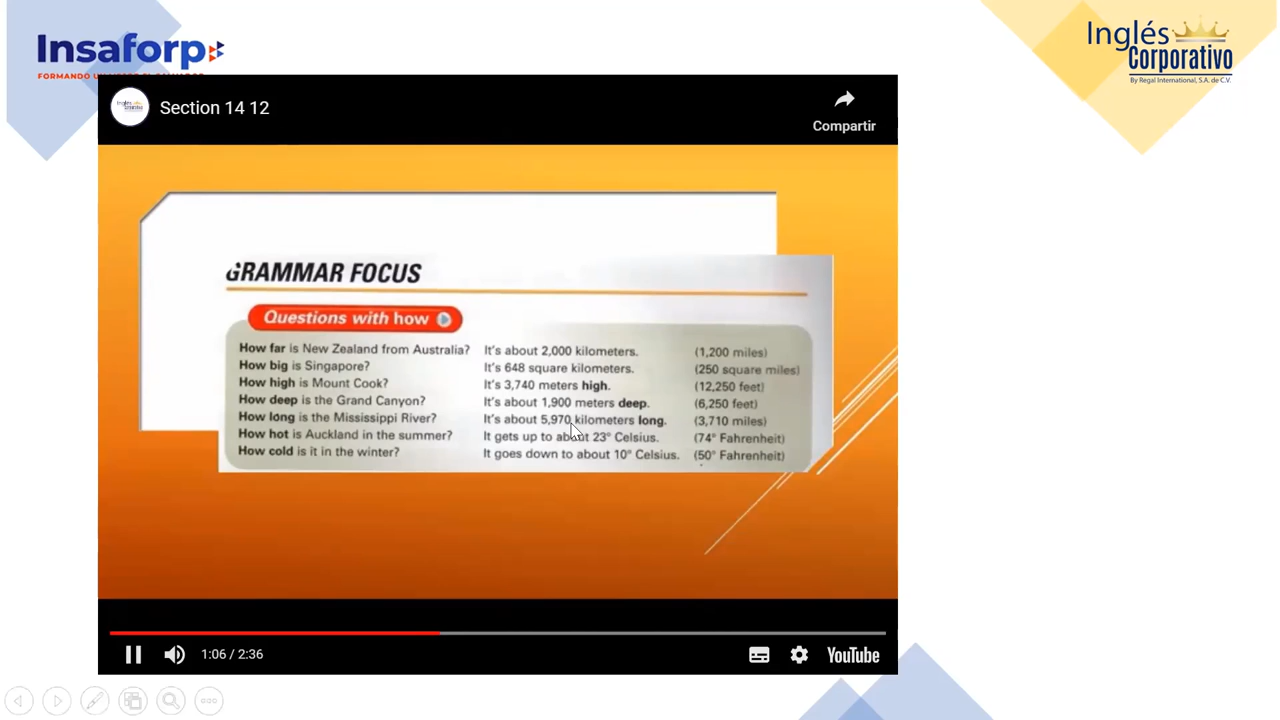 Insaforp
Inglés
Corporativo
By Regal International, S.A. de C.V.
Section 14 12
Compartir
GRAMMAR FOCUS
Questions with how
How far is New Zealand from Australia? It's about 2,000 kilometers. (1,200 miles)
How big is Singapore? It's 648 square kilometers. (250 square miles)
How high is Mount Cook? It's 3,740 meters high. (12,250 feet)
How deep is the Grand Canyon? It's about 1,900 meters deep. (6,250 feet)
How long is the Mississippi River? It's about 5,970 kilometers long. (3,710 miles)
How hot is Auckland in the summer? It gets up to about 23° Celsius. (74° Fahrenheit)
How cold is it in the winter? It goes down to about 10° Celsius. (50° Fahrenheit)
1:06 / 2:36
YouTube